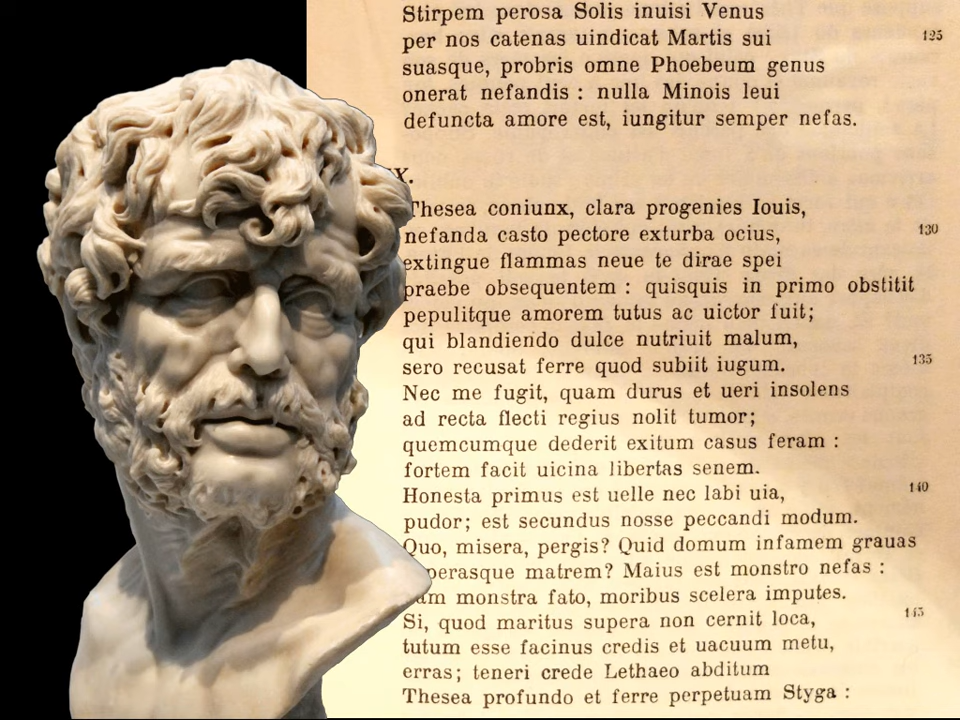 Stirpem perosa Solis inuisi Venus
per nos catenas uindicat Martis sui 125
suasque, probris omne Phoebeum genus
onerat nefandis : nulla Minois leui
defuncta amore est, iungitur semper nefas.
X.
Thesea coniunx, clara progenies Iouis,
nefanda casto pectore exturba ocius, 130
extingue flammas neue te dirae spei
praebe obsequentem : quisquis in primo obstitit
pepulitque amorem tutus ac uictor fuit;
qui blandiendo dulce nutriuit malum,
sero recusat ferre quod subiit iugum. 135
Nec me fugit, quam durus et ueri insolens
ad recta flecti regius nolit tumor;
quemcumque dederit exitum casus feram :
fortem facit uicina libertas senem.
Honesta primus est uelle nec labi uia, 140
pudor; est secundus nosse peccandi modum.
Quo, misera, pergis? Quid domum infamem grauas
perasque matrem? Maius est monstro nefas :
am monstra fato, moribus scelera imputes.
Si, quod maritus supera non cernit loca, 145
tutum esse facinus credis et uacuum metu,
erras; teneri crede Lethaeo abditum
Thesea profundo et ferre perpetuam Styga :